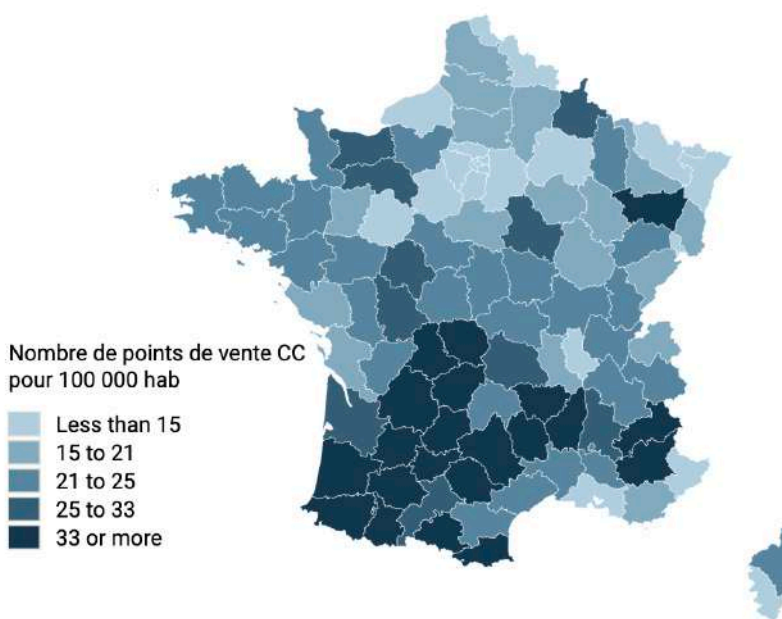 Nombre de points de vente CC
pour 100 000 hab
Less than 15
15 to 21
21 to 25
25 to 33
33 or more